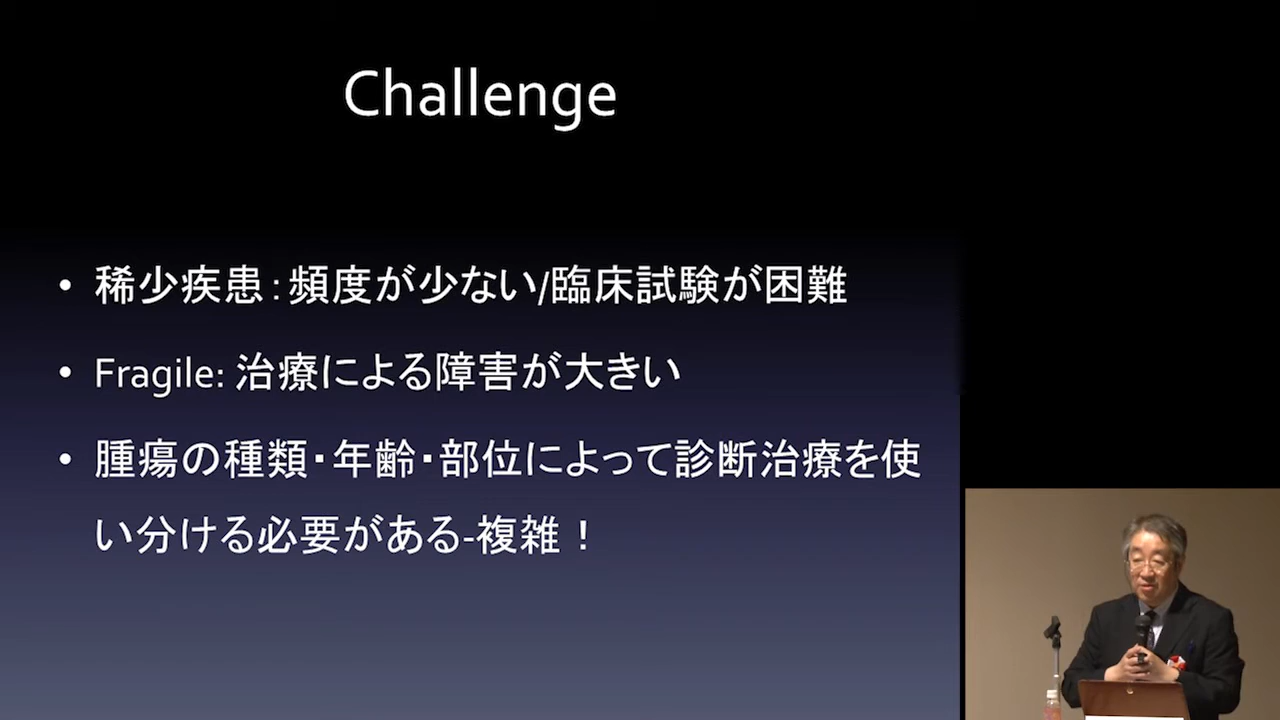 Challenge
• 稀少疾患：頻度が少ない/臨床試験が困難
• Fragile: 治療による障害が大きい
• 腫瘍の種類・年齢・部位によって診断治療を使
い分ける必要がある-複雑！